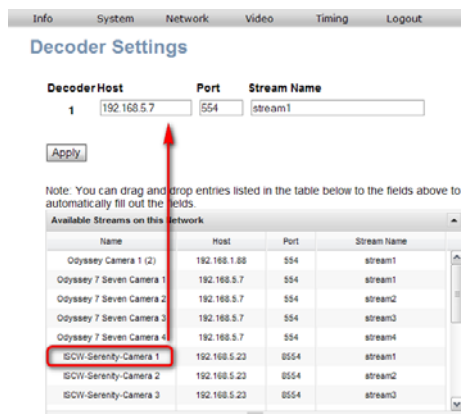 Info System Network Video Timing Logout
Decoder Settings
Decoder Host Port Stream Name
1 192.168.5.7 554 stream1
Apply
Note: You can drag and drop entries listed in the table below to the fields above to
automatically fill out the fields.
Available Streams on this Network
Name Host Port Stream Name
Odyssey Camera 1 (2) 192.168.1.88 554 stream1
Odyssey 7 Seven Camera 1 192.168.5.7 554 stream1
Odyssey 7 Seven Camera 2 192.168.5.7 554 stream2
Odyssey 7 Seven Camera 3 192.168.5.7 554 stream3
Odyssey 7 Seven Camera 4 192.168.5.7 554 stream4
ISCW-Serenity-Camera 1 192.168.5.23 8554 stream1
ISCW-Serenity-Camera 2 192.168.5.23 8554 stream2
ISCW-Serenity-Camera 3 192.168.5.23 8554 stream3